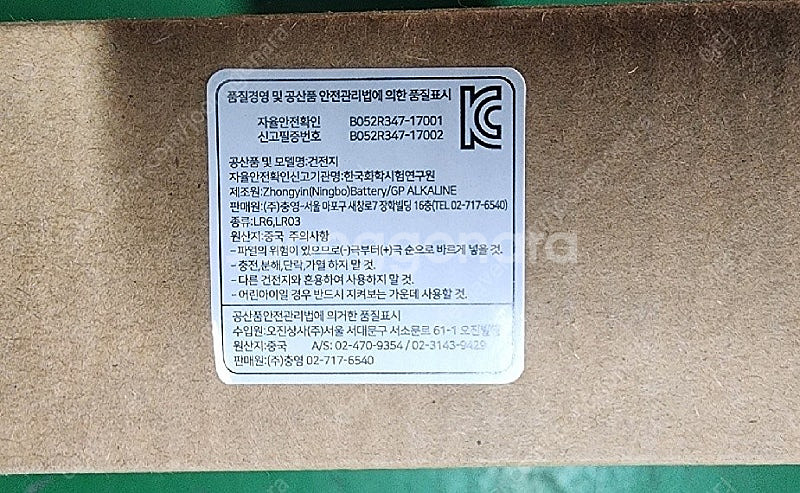 품질경영 및 공산품 안전관리법에 의한 품질표시
자율안전확인 B052R347-17001
신고필증번호 B052R347-17002
공산품 및 모델명:건전지
자율안전확인신고기관명:한국화학시험연구원
제조원:Zhongyin(Ningbo)Battery/GP ALKALINE
판매원:(주)충영-서울 마포구 새창로7 장학빌딩 16층(TEL 02-717-6540)
종류:LR6,LR03
원산지:중국 주의사항
- 파열의 위험이 있으므로(-)극부터(+)극 순으로 바르게 넣을 것.
- 충전,분해,단락,가열 하지 말 것.
- 다른 건전지와 혼용하여 사용하지 말 것.
- 어린아이일 경우 반드시 지켜보는 가운데 사용할 것.
공산품안전관리법에 의거한 품질표시
수입원:오진상사(주)서울 서대문구 서소문로 61-1 오진빌딩
원산지:중국 A/S: 02-470-9354 / 02-3143-9429
판매원:(주)충영 02-717-6540